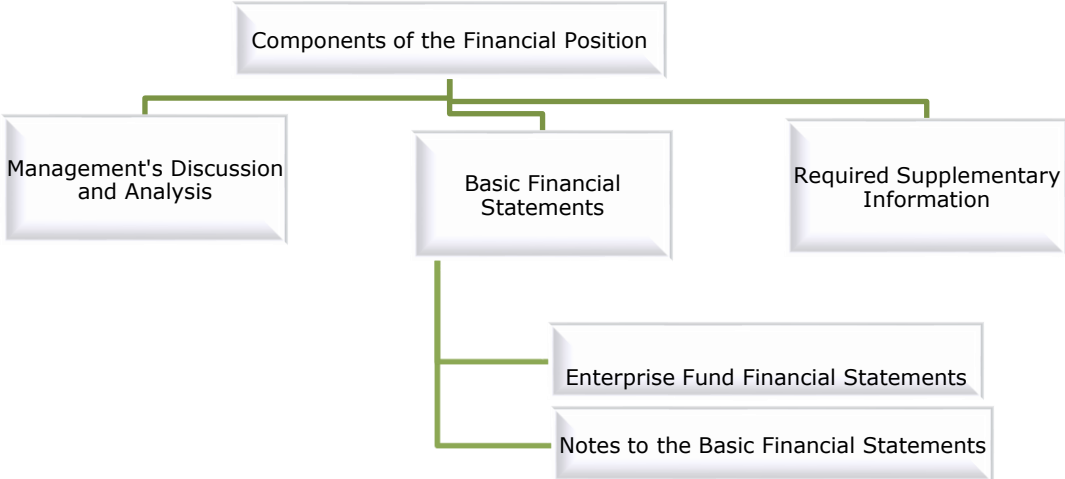 Components of the Financial Position
Management's Discussion
and Analysis
Basic Financial
Statements
Required Supplementary
Information
Enterprise Fund Financial Statements
Notes to the Basic Financial Statements